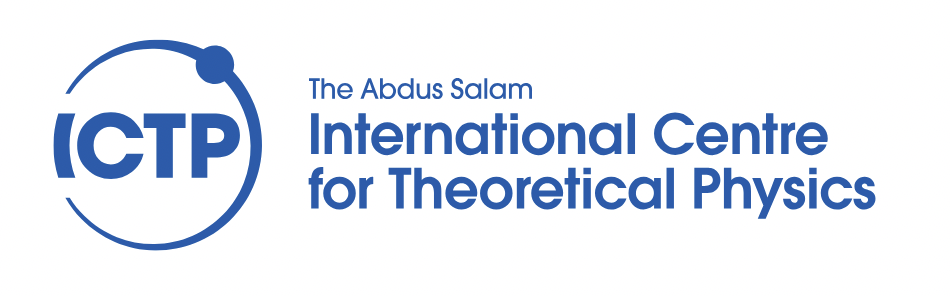 ICTP
The Abdus Salam
International Centre
for Theoretical Physics